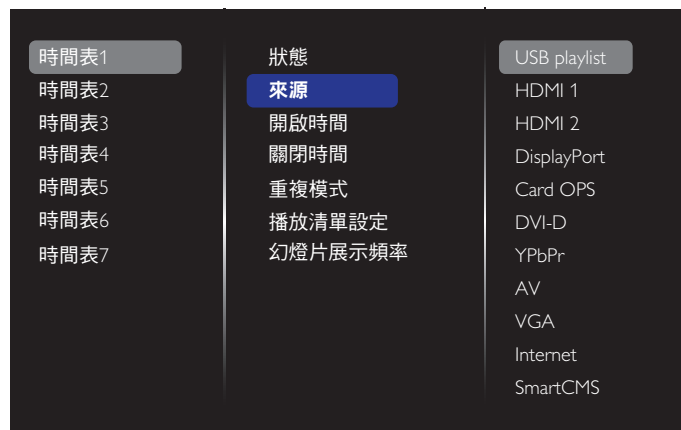 時間表1
時間表2
時間表3
時間表4
時間表5
時間表6
時間表7
狀態
來源
開啟時間
關閉時間
重複模式
播放清單設定
幻燈片展示頻率
USB playlist
HDMI 1
HDMI 2
DisplayPort
Card OPS
DVI-D
YPbPr
AV
VGA
Internet
SmartCMS